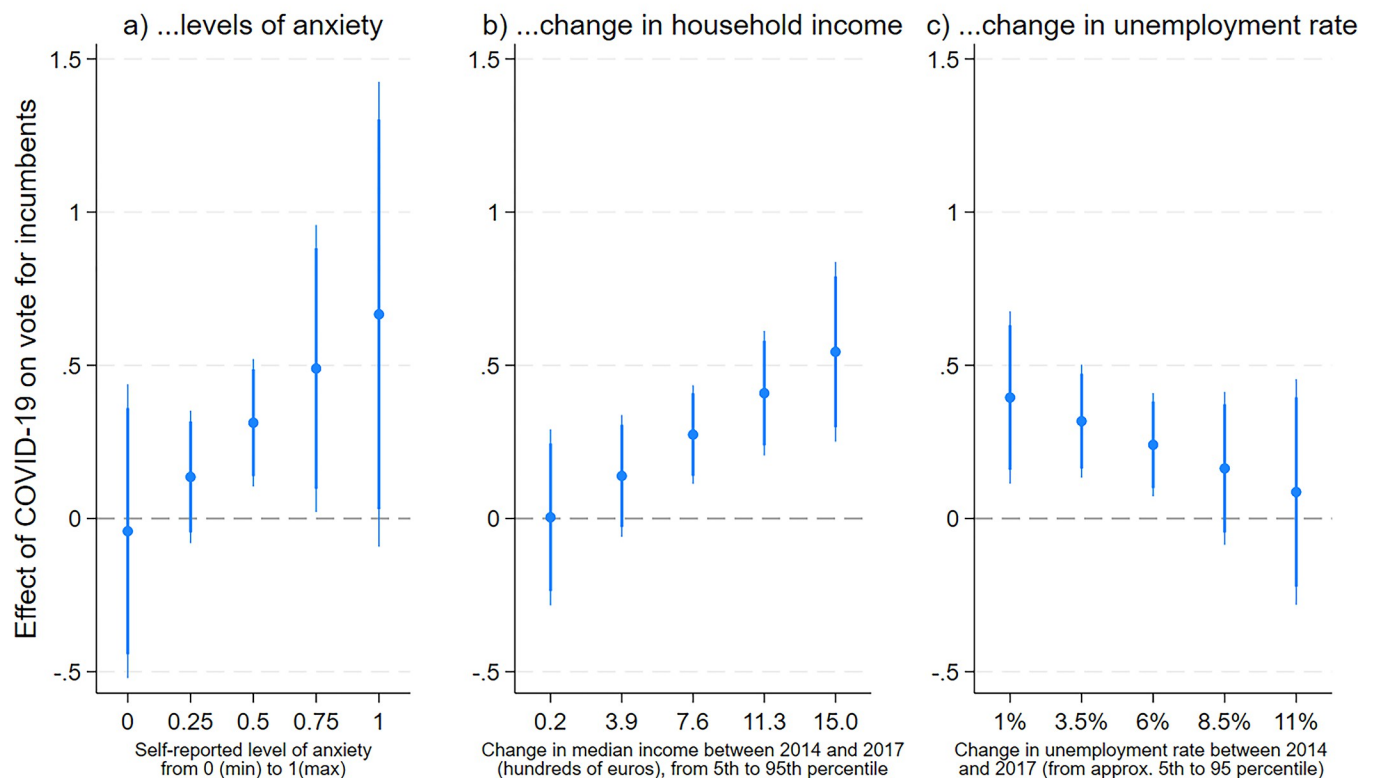 a) ...levels of anxiety
b) ...change in household income
c) ...change in unemployment rate
Effect of COVID-19 on vote for incumbents
1.5
1
.5
0
-.5
0 0.25 0.5 0.75 1
Self-reported level of anxiety
from 0 (min) to 1(max)
1.5
1
.5
0
-.5
0.2 3.9 7.6 11.3 15.0
Change in median income between 2014 and 2017
(hundreds of euros), from 5th to 95th percentile
1.5
1
.5
0
-.5
1% 3.5% 6% 8.5% 11%
Change in unemployment rate between 2014
and 2017 (from approx. 5th to 95 percentile)